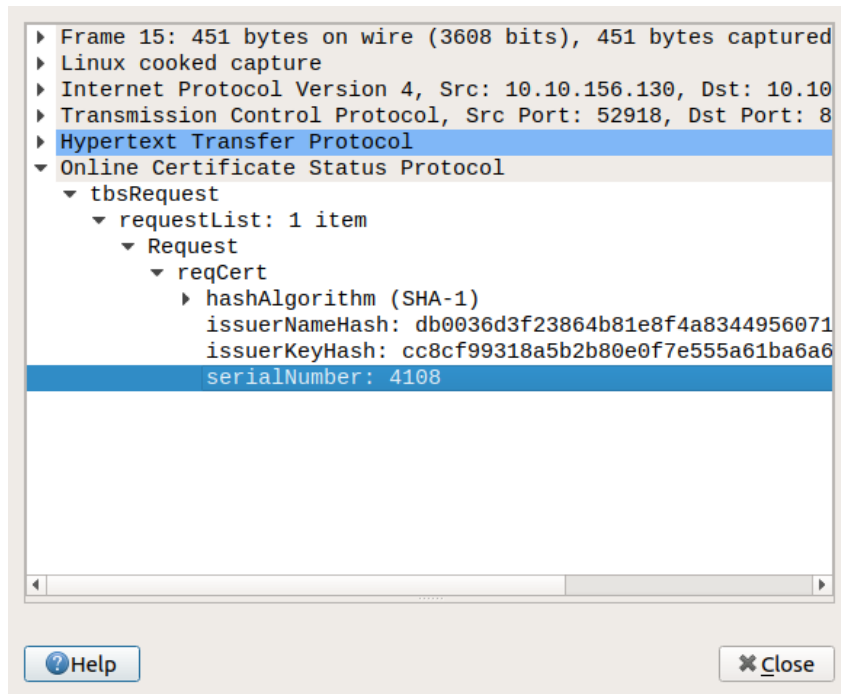 Frame 15: 451 bytes on wire (3608 bits), 451 bytes captured
Linux cooked capture
Internet Protocol Version 4, Src: 10.10.156.130, Dst: 10.10
Transmission Control Protocol, Src Port: 52918, Dst Port: 8
Hypertext Transfer Protocol
Online Certificate Status Protocol
tbsRequest
requestList: 1 item
Request
reqCert
hashAlgorithm (SHA-1)
issuerNameHash: db0036d3f23864b81e8f4a8344956071
issuerKeyHash: cc8cf99318a5b2b80e0f7e555a61ba6a6
serialNumber: 4108
Help
Close